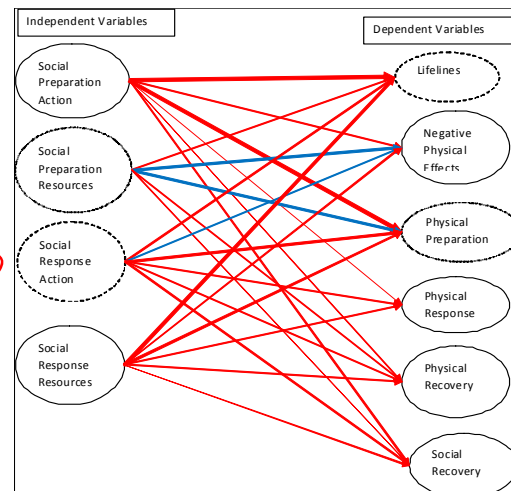 Independent Variables
Dependent Variables
Social
Preparation
Action
Social
Preparation
Resources
Social
Response
Action
Social
Response
Resources
Lifelines
Negative
Physical
Effects
Physical
Preparation
Physical
Response
Physical
Recovery
Social
Recovery